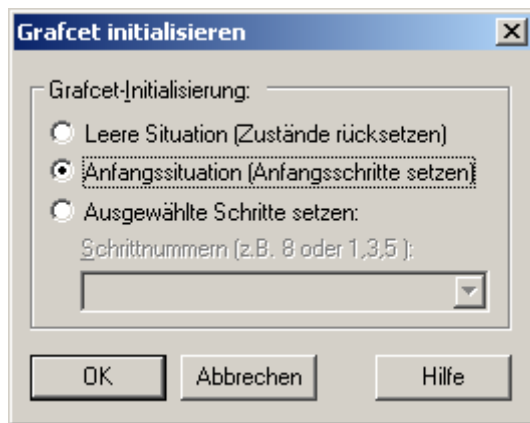 Grafcet initialisieren
Grafcet-Initialisierung:
Leere Situation (Zustände rücksetzen)
Anfangssituation (Anfangsschritte setzen)
Ausgewählte Schritte setzen:
Schrittnummern (z.B. 8 oder 1,3,5 ):
OK Abbrechen Hilfe